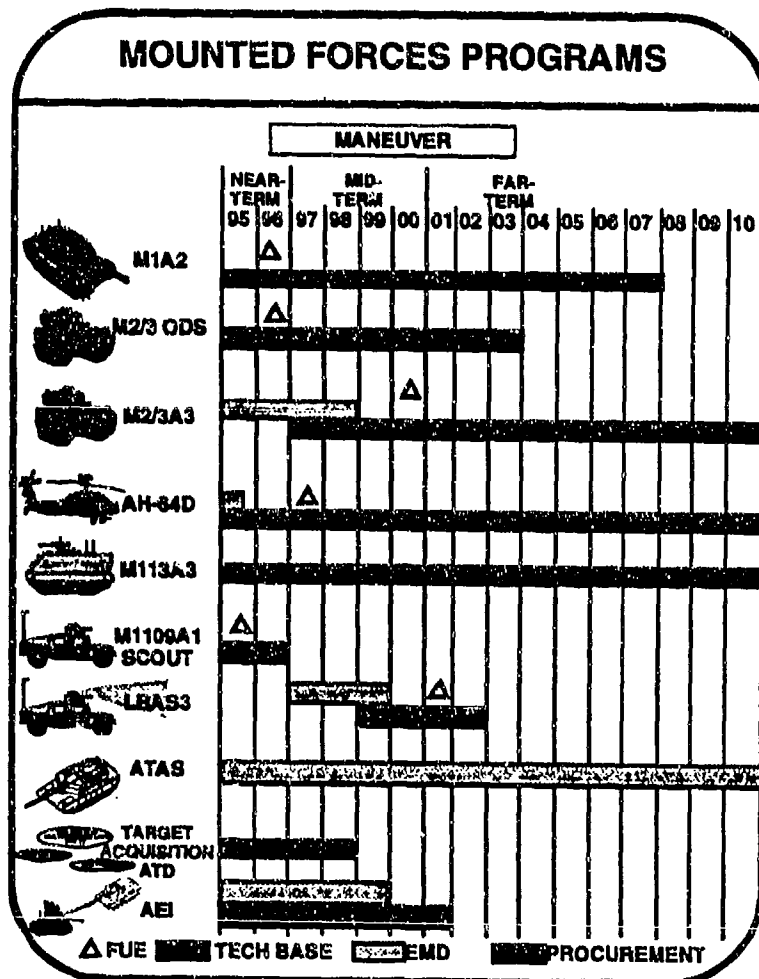 MOUNTED FORCES PROGRAMS
MANEUVER
NEAR-
TERM
MID-
TERM
FAR-
TERM
95 96 97 98 99 00 01 02 03 04 05 06 07 08 09 10
M1A2
M2/3 ODS
M2/3A3
AH-64D
M113A3
M1109A1
SCOUT
LRAS3
ATAS
TARGET
ACQUISITION
ATD
AEI
△ FUE TECH BASE EMD PROCUREMENT